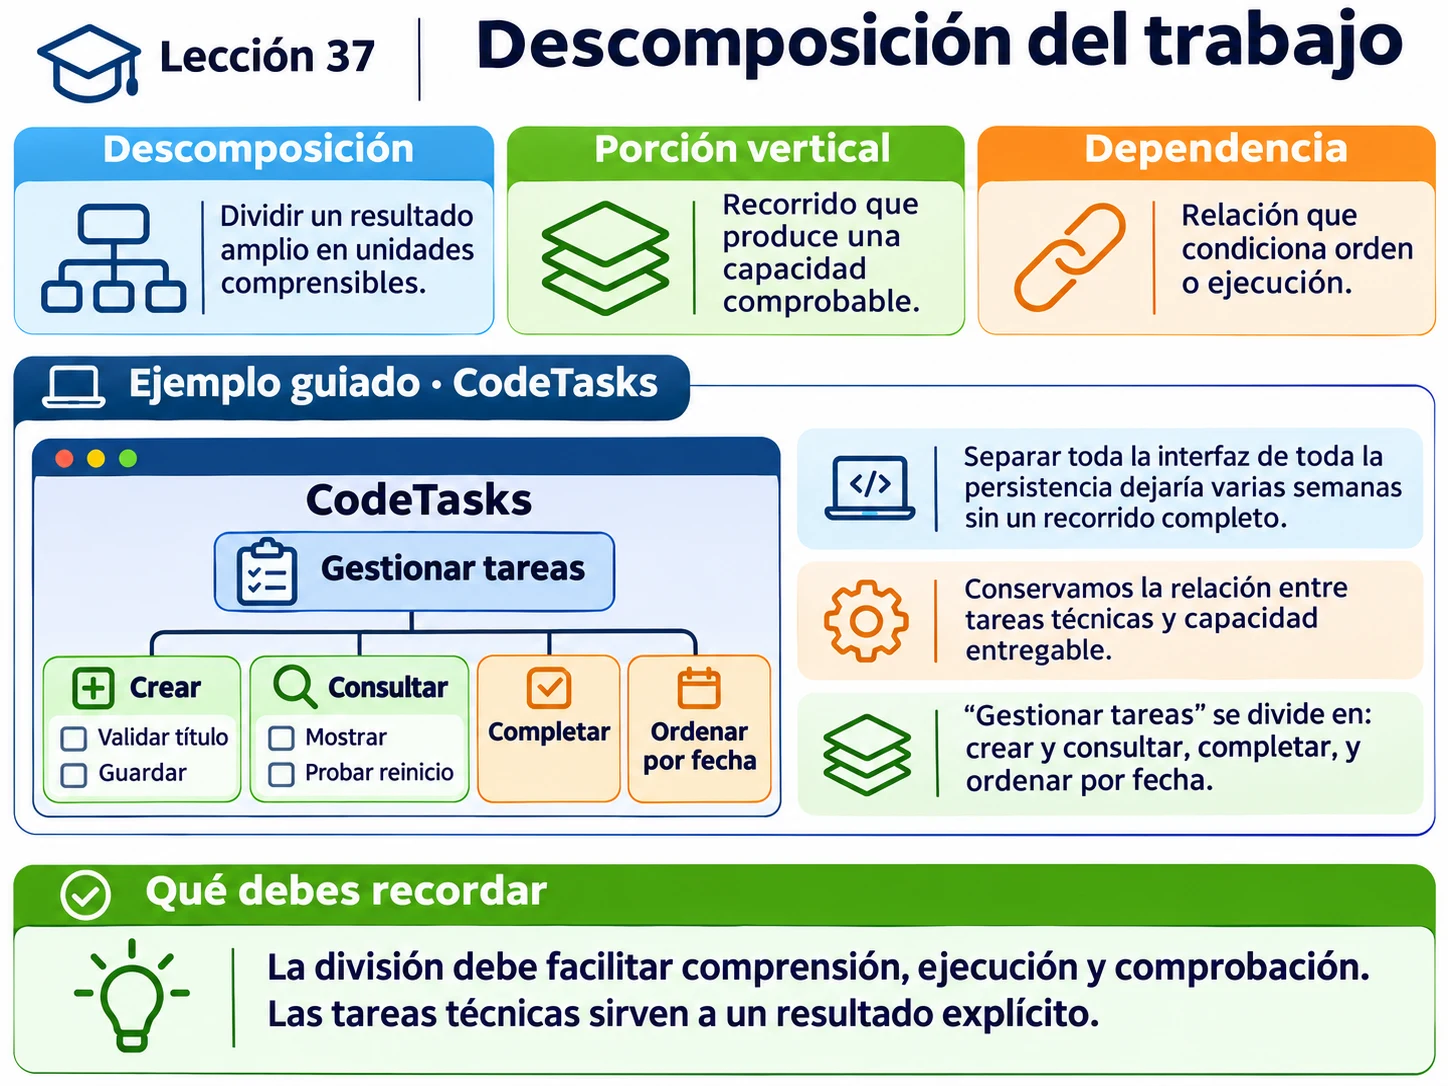 Lección 37
Descomposición del trabajo
Descomposición
Dividir un resultado
amplio en unidades
comprensibles.
Porción vertical
Recorrido que
produce una
capacidad
comprobable.
Dependencia
Relación que
condiciona orden
o ejecución.
Ejemplo guiado · CodeTasks
CodeTasks
Gestionar tareas
Crear
Validar título
Guardar
Consultar
Mostrar
Probar reinicio
Completar
Ordenar
por fecha
</>
Separar toda la interfaz de toda la
persistencia dejaría varias semanas
sin un recorrido completo.
Conservamos la relación entre
tareas técnicas y capacidad
entregable.
“Gestionar tareas” se divide en:
crear y consultar, completar, y
ordenar por fecha.
Qué debes recordar
La división debe facilitar comprensión, ejecución y comprobación.
Las tareas técnicas sirven a un resultado explícito.